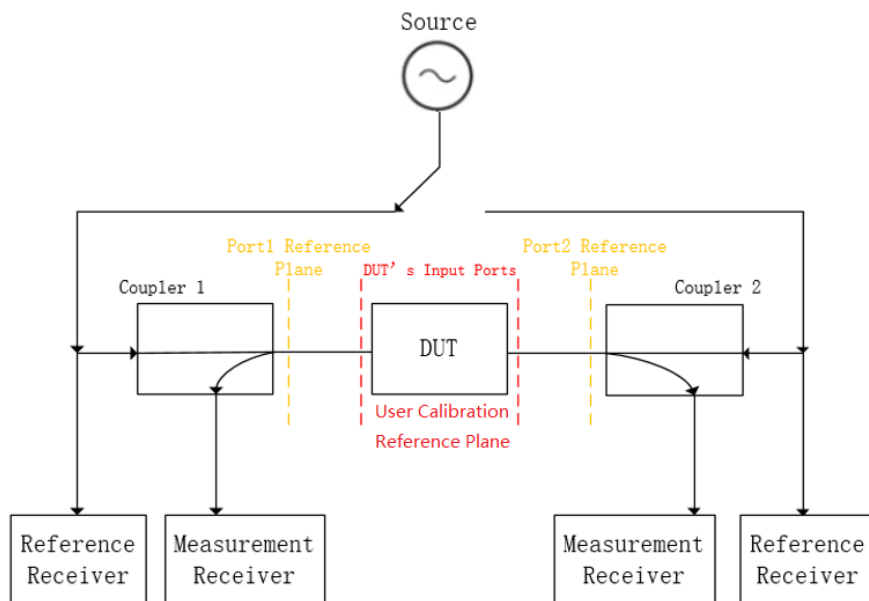 Source
Port1 Reference
Plane
DUT’s Input Ports
Port2 Reference
Plane
Coupler 1
Coupler 2
DUT
User Calibration
Reference Plane
Reference
Receiver
Measurement
Receiver
Measurement
Receiver
Reference
Receiver